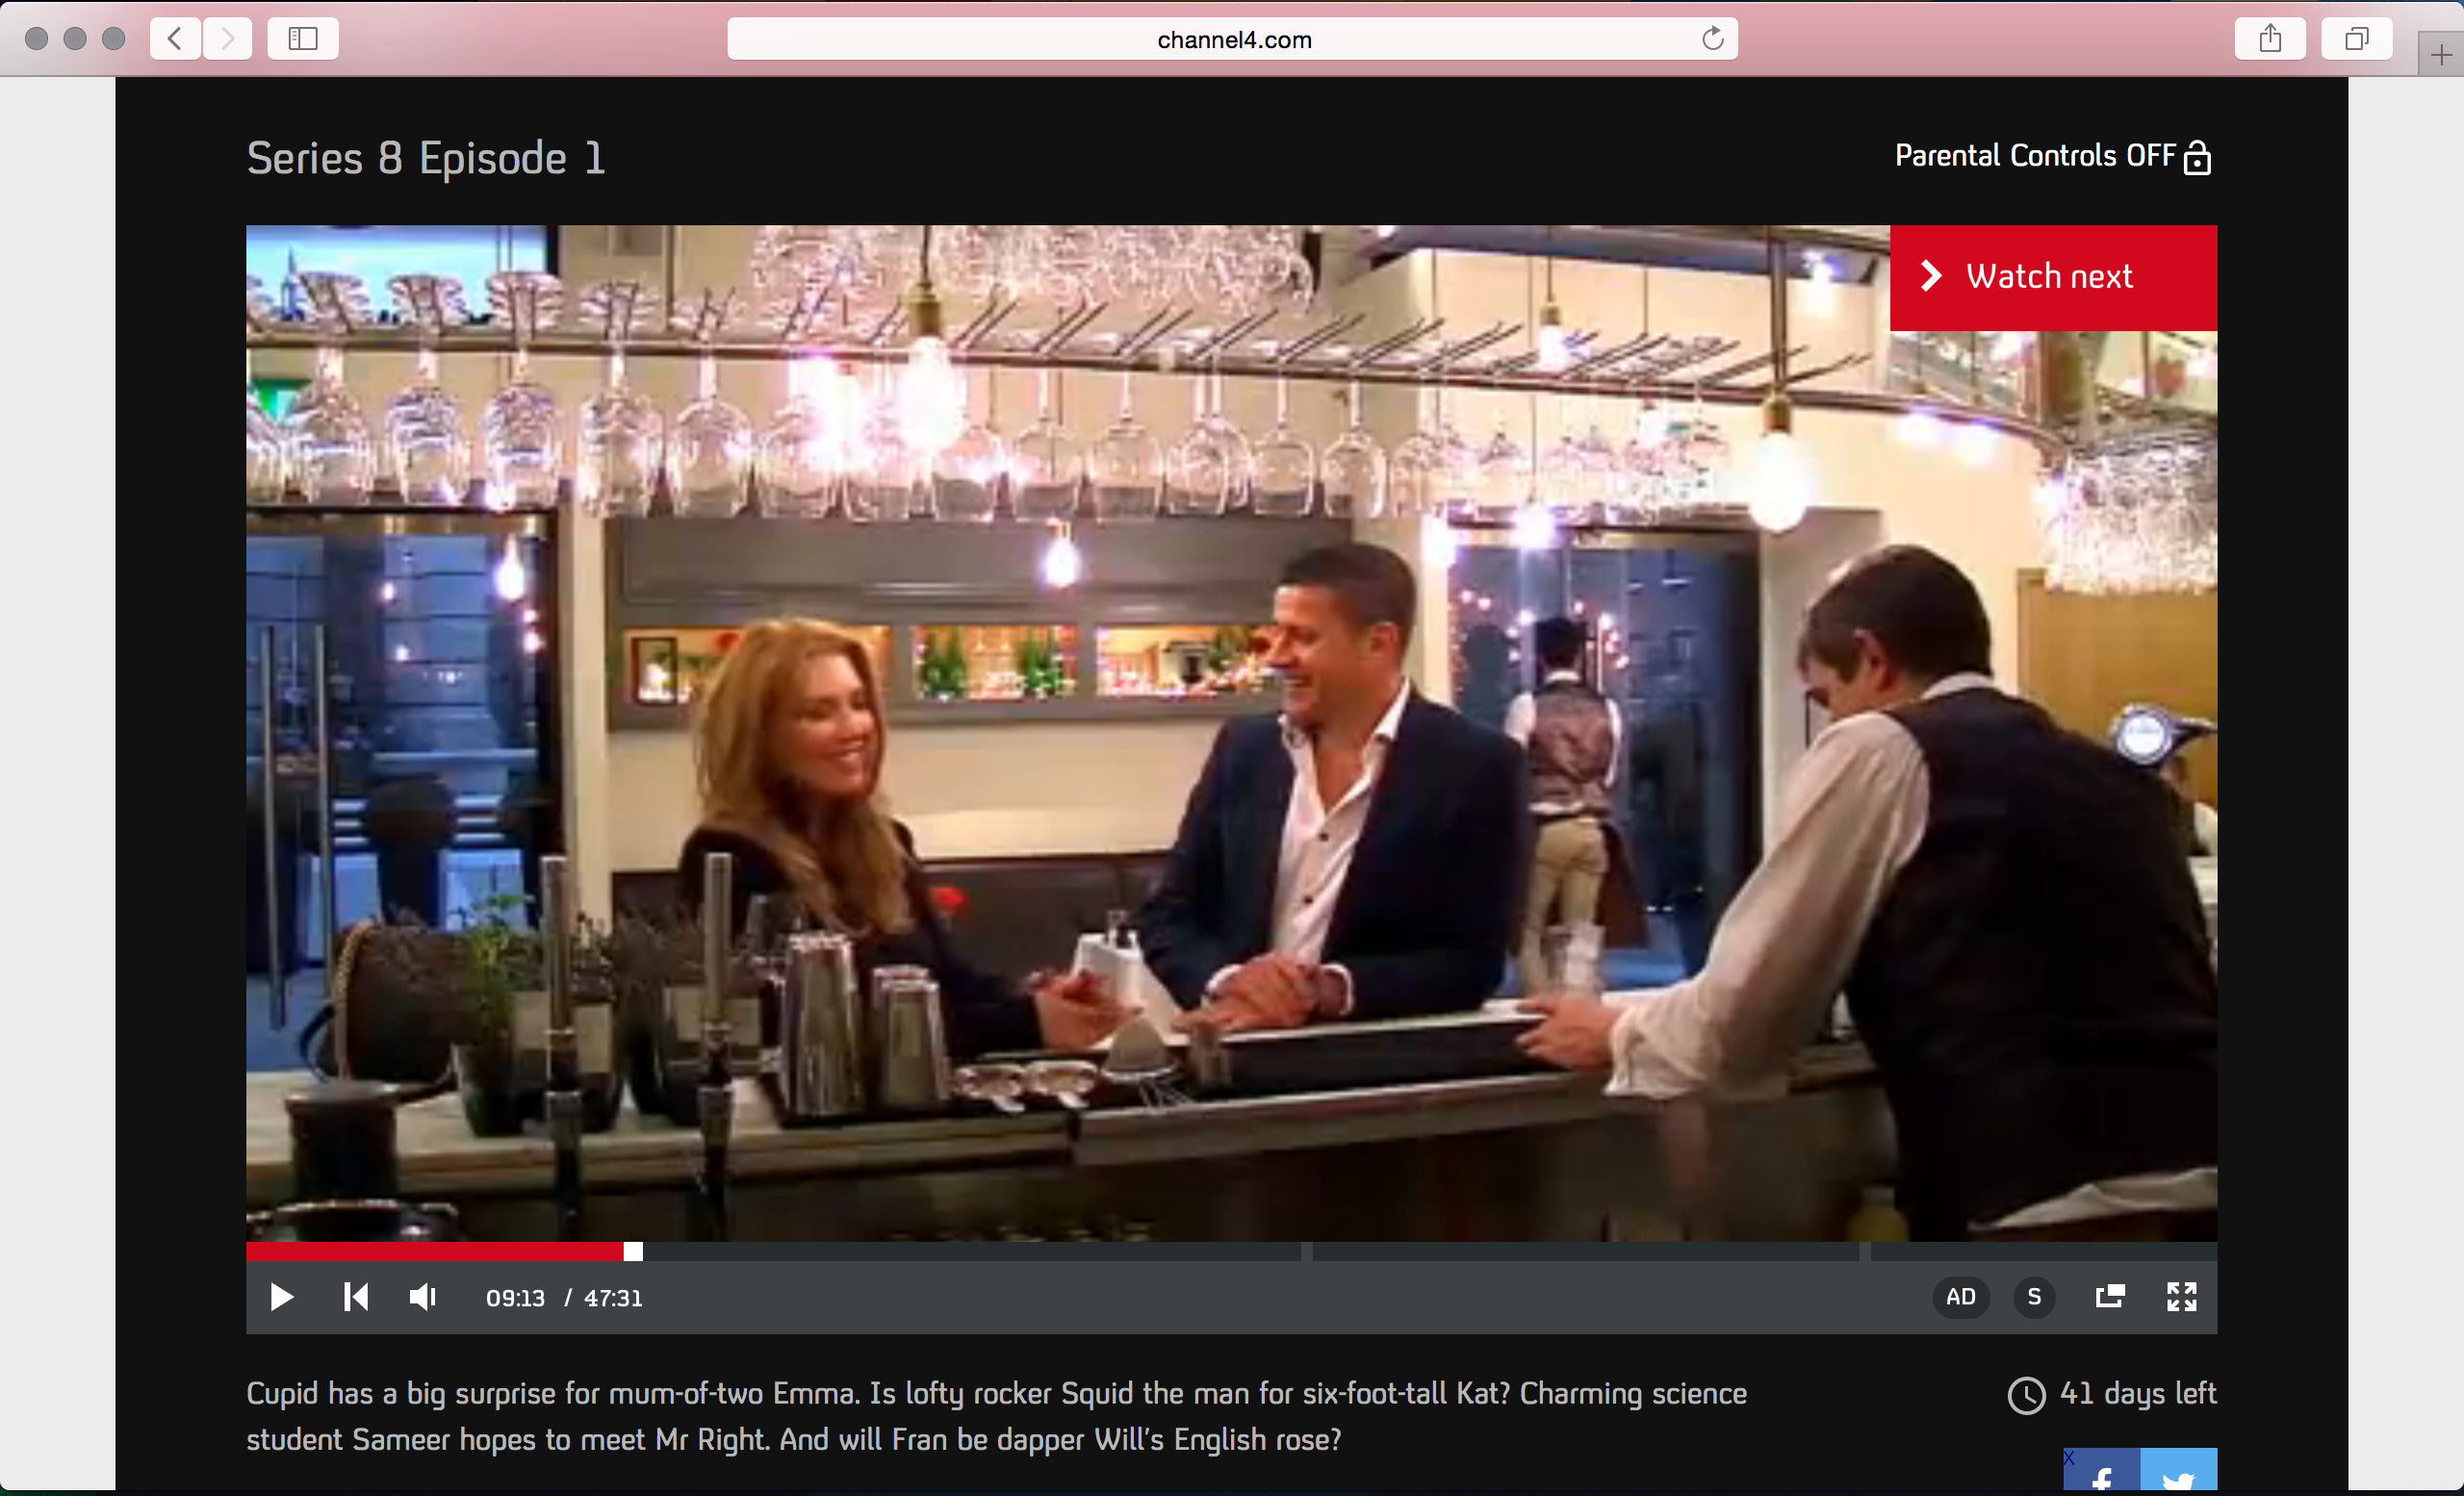 channel4.com
Series 8 Episode 1
Parental Controls OFF
Watch next
09:13 / 47:31
AD
S
Cupid has a big surprise for mum-of-two Emma. Is lofty rocker Squid the man for six-foot-tall Kat? Charming science
student Sameer hopes to meet Mr Right. And will Fran be dapper Will's English rose?
41 days left
X